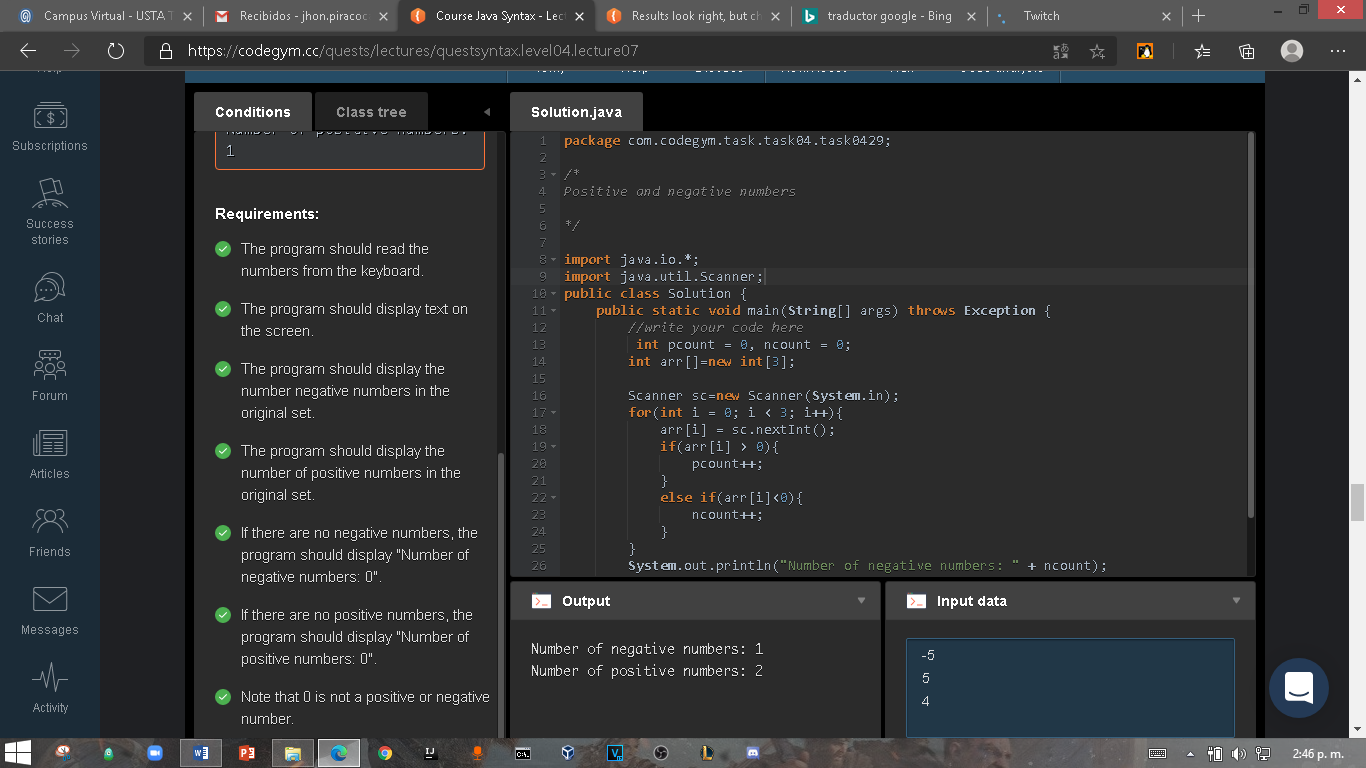 Campus Virtual - USTA T
Recibidos - jhon.piracoc
Course Java Syntax - Lec
Results look right, but ch
traductor google - Bing
Twitch
https://codegym.cc/quests/lectures/questsyntax.level04.lecture07
Subscriptions
Success
stories
Chat
Forum
Articles
Friends
Messages
Activity
Conditions
Class tree
Number of positive numbers:
1
Requirements:
The program should read the
numbers from the keyboard.
The program should display text on
the screen.
The program should display the
number negative numbers in the
original set.
The program should display the
number of positive numbers in the
original set.
If there are no negative numbers, the
program should display "Number of
negative numbers: 0".
If there are no positive numbers, the
program should display "Number of
positive numbers: 0".
Note that 0 is not a positive or negative
number.
Solution.java
1 package com.codegym.task.task04.task0429;
2
3 /*
4 Positive and negative numbers
5
6 */
7
8 import java.io.*;
9 import java.util.Scanner;
10 public class Solution {
11 public static void main(String[] args) throws Exception {
12 //write your code here
13 int pcount = 0, ncount = 0;
14 int arr[]=new int[3];
15
16 Scanner sc=new Scanner(System.in);
17 for(int i = 0; i < 3; i++){
18 arr[i] = sc.nextInt();
19 if(arr[i] > 0){
20 pcount++;
21 }
22 else if(arr[i]<0){
23 ncount++;
24 }
25 }
26 System.out.println("Number of negative numbers: " + ncount);
Output
Number of negative numbers: 1
Number of positive numbers: 2
Input data
-5
5
4
2:46 p. m.